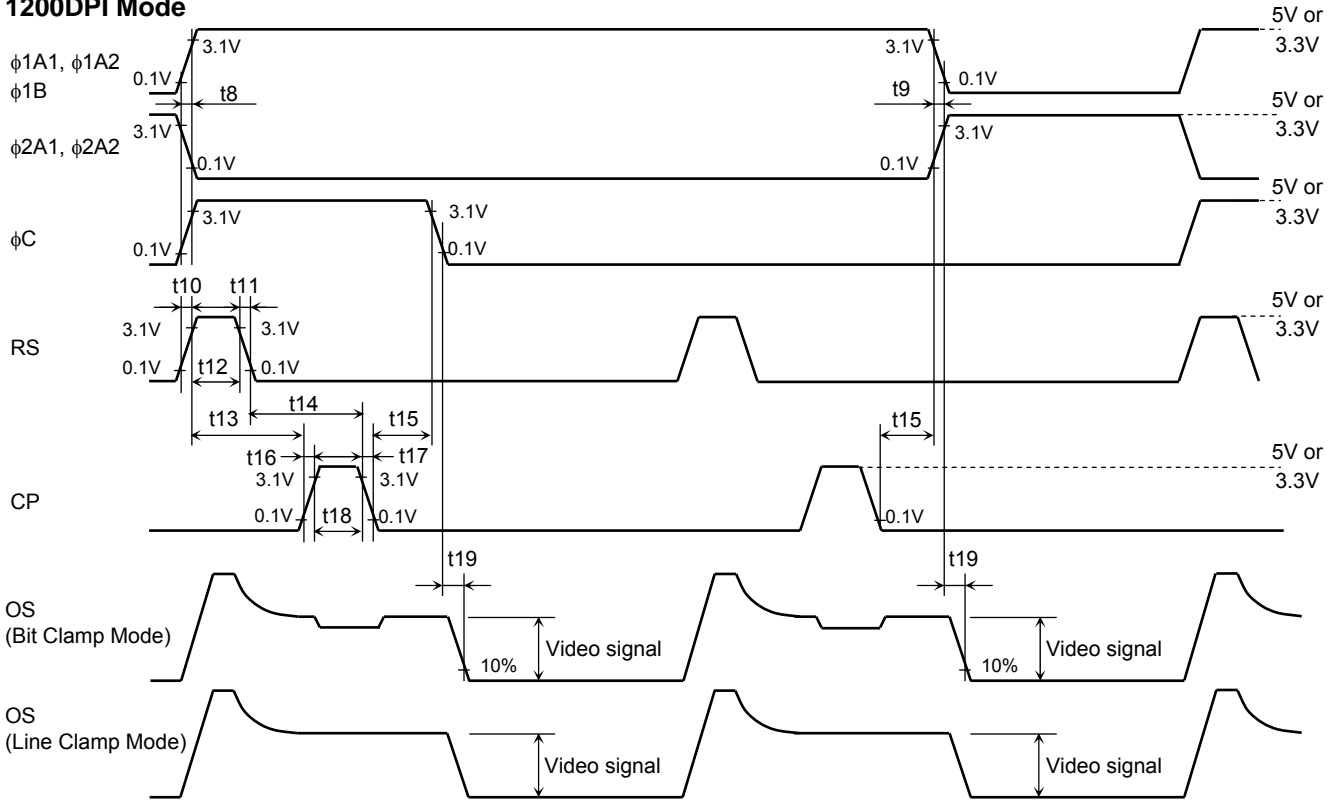 1200DPI Mode
5V or
3.3V
ϕ1A1, ϕ1A2
ϕ1B
3.1V
0.1V
t8
3.1V
0.1V
t9
5V or
3.3V
ϕ2A1, ϕ2A2
3.1V
0.1V
3.1V
0.1V
5V or
3.3V
ϕC
3.1V
0.1V
3.1V
0.1V
5V or
3.3V
RS
t10
t11
3.1V
3.1V
0.1V
t12
0.1V
t13
t14
t15
t15
5V or
3.3V
CP
t16
t17
3.1V
3.1V
0.1V
t18
0.1V
0.1V
t19
t19
OS
(Bit Clamp Mode)
Video signal
10%
Video signal
10%
OS
(Line Clamp Mode)
Video signal
Video signal